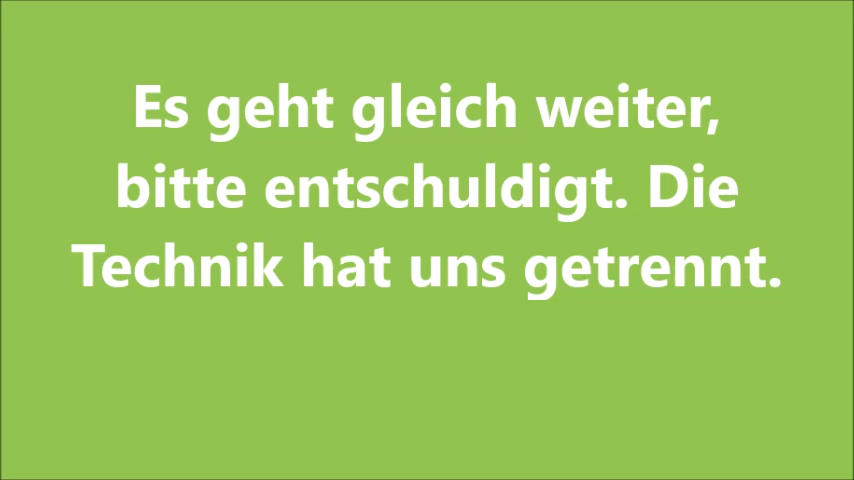 Es geht gleich weiter,
bitte entschuldigt. Die
Technik hat uns getrennt.